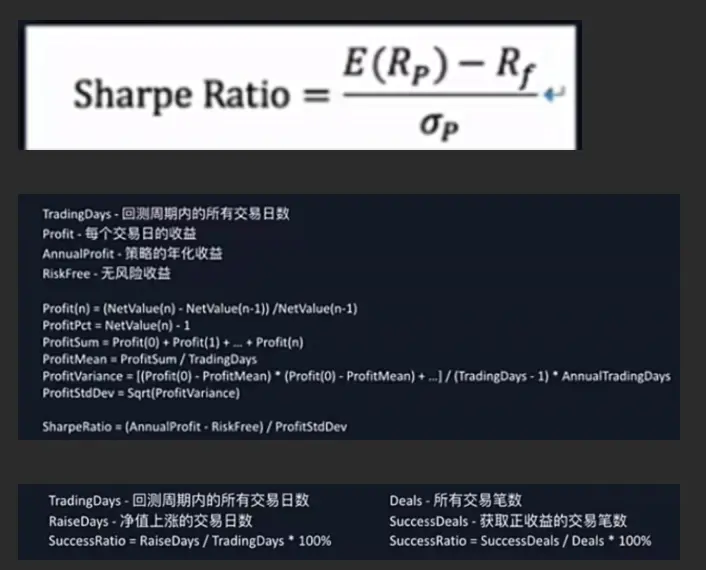 Sharpe Ratio = E(R_P) − R_f / σ_P ↵
TradingDays - 回测周期内的所有交易日数
Profit - 每个交易日的收益
AnnualProfit - 策略的年化收益
RiskFree - 无风险收益
Profit(n) = (NetValue(n) - NetValue(n-1)) /NetValue(n-1)
ProfitPct = NetValue(n) - 1
ProfitSum = Profit(0) + Profit(1) + ... + Profit(n)
ProfitMean = ProfitSum / TradingDays
ProfitVariance = [(Profit(0) - ProfitMean) * (Profit(0) - ProfitMean) + ...] / (TradingDays - 1) * AnnualTradingDays
ProfitStdDev = Sqrt(ProfitVariance)
SharpeRatio = (AnnualProfit - RiskFree) / ProfitStdDev
TradingDays - 回测周期内的所有交易日数
RaiseDays - 净值上涨的交易日数
SuccessRatio = RaiseDays / TradingDays * 100%
Deals - 所有交易笔数
SuccessDeals - 获取正收益的交易笔数
SuccessRatio = SuccessDeals / Deals * 100%